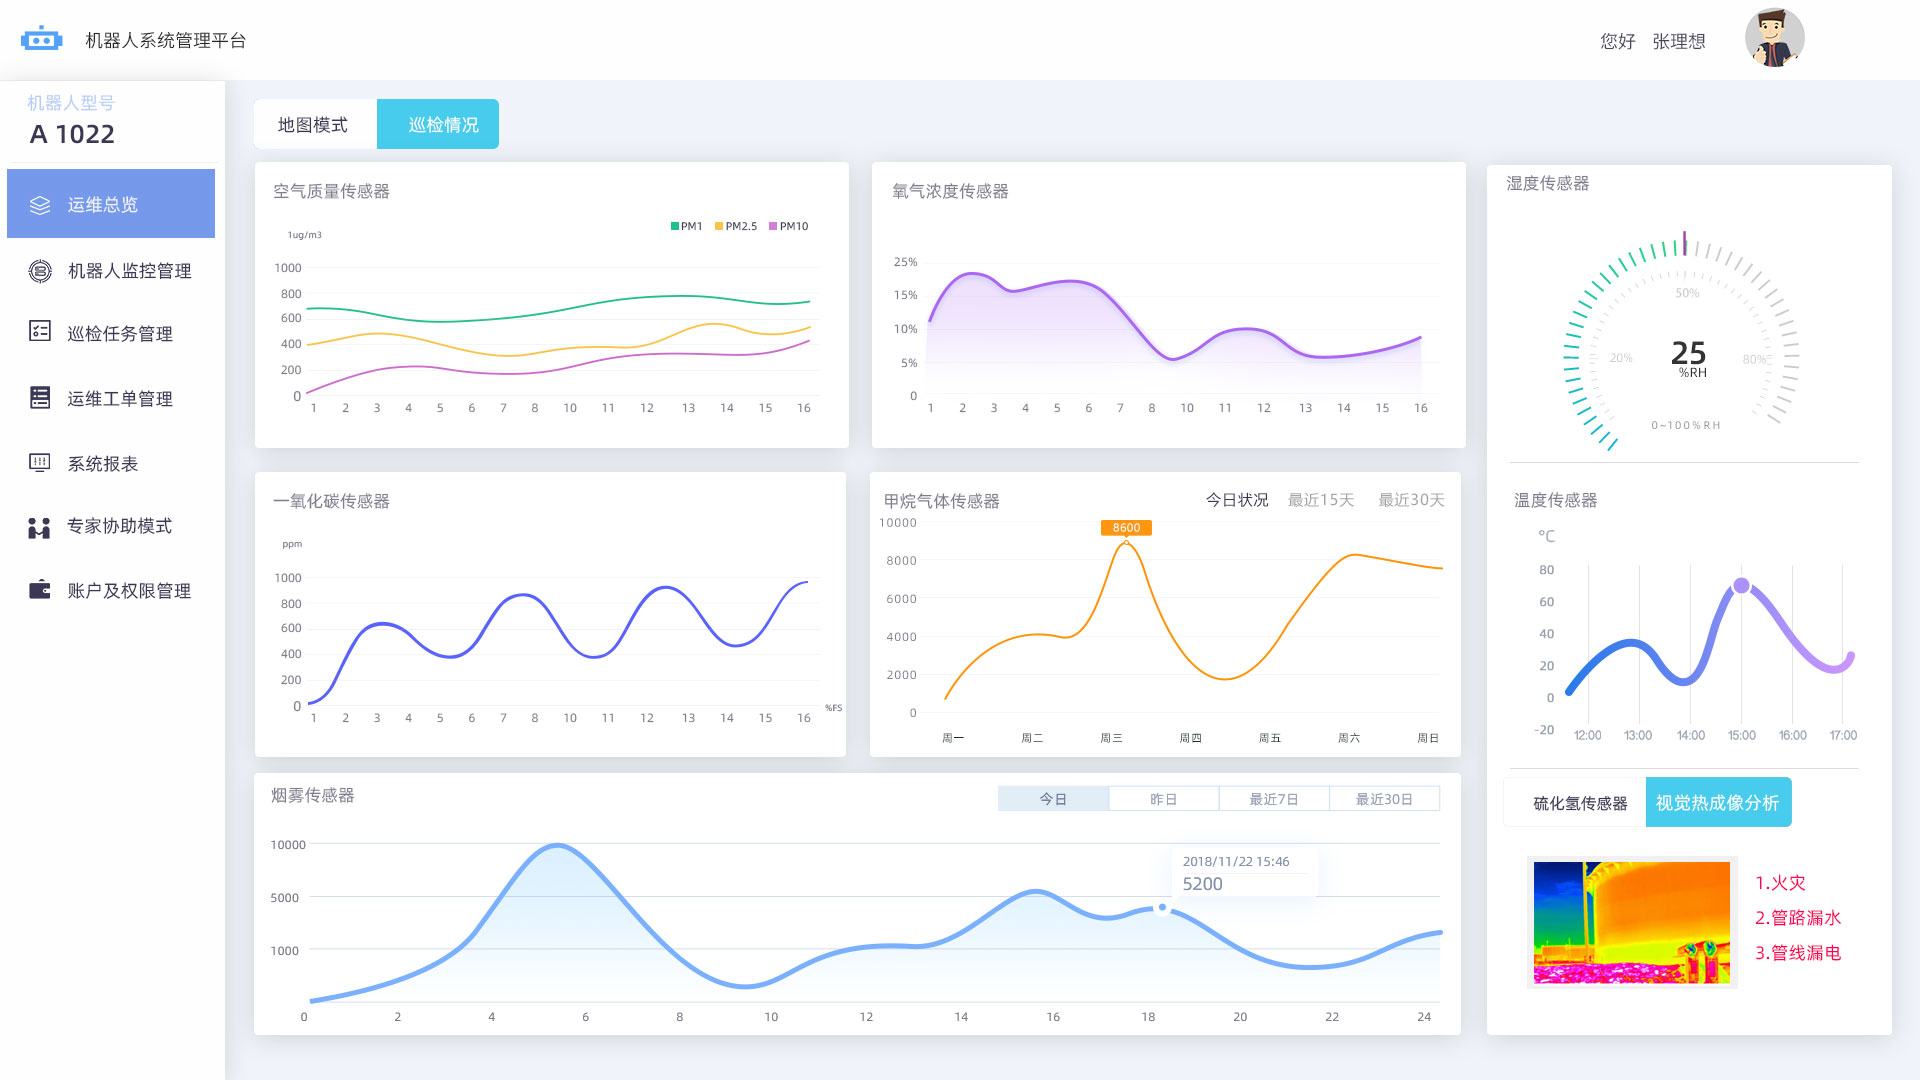 机器人系统管理平台
您好 张理想
机器人型号
A 1022
运维总览
机器人监控管理
巡检任务管理
运维工单管理
系统报表
专家协助模式
账户及权限管理
地图模式 巡检情况
空气质量传感器
PM1 PM2.5 PM10
1ug/m3
1000
800
600
400
200
0
1 2 3 4 5 6 7 8 10 11 12 13 14 15 16
氧气浓度传感器
25%
15%
10%
5%
0
1 2 3 4 5 6 7 8 10 11 12 13 14 15 16
一氧化碳传感器
ppm
1000
800
600
400
200
0
%FS
1 2 3 4 5 6 7 8 10 11 12 13 14 15 16
甲烷气体传感器
今日状况 最近15天 最近30天
10000
8600
8000
6000
4000
2000
0
周一 周二 周三 周四 周五 周六 周日
烟雾传感器
今日 昨日 最近7日 最近30日
10000
5000
1000
2018/11/22 15:46
5200
0 2 4 6 8 10 12 14 16 18 20 22 24
湿度传感器
50%
20%
80%
25
%RH
0~100%RH
温度传感器
°C
80
60
40
20
0
-20
12:00 13:00 14:00 15:00 16:00 17:00
硫化氢传感器 视觉热成像分析
1.火灾
2.管路漏水
3.管线漏电